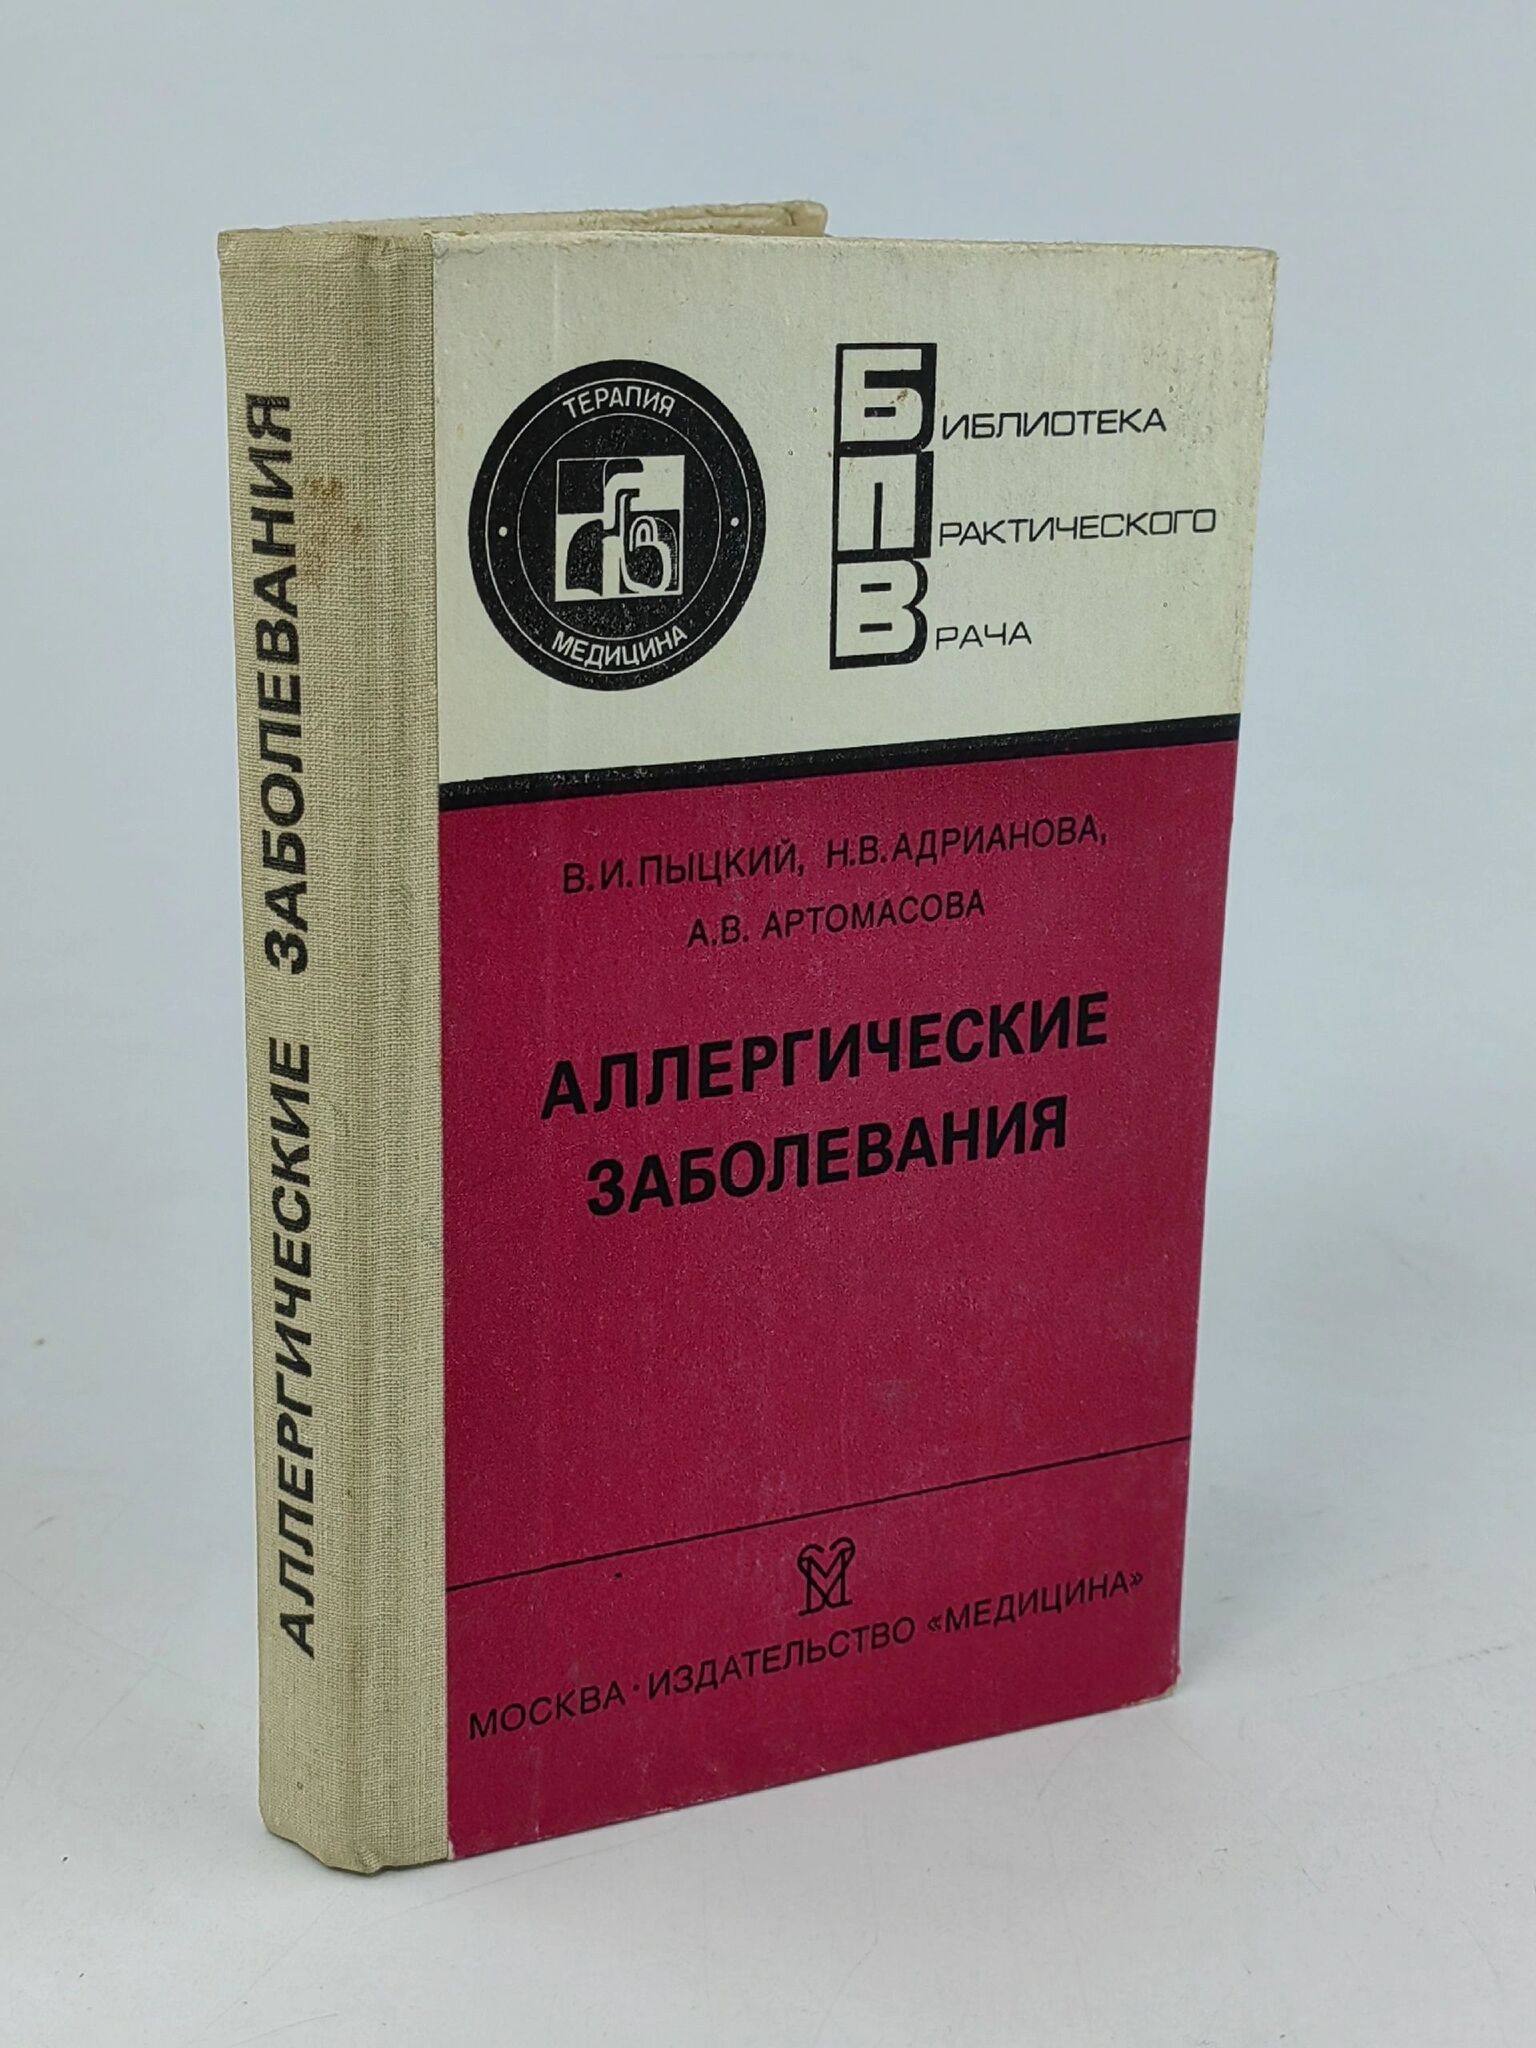 АЛЛЕРГИЧЕСКИЕ ЗАБОЛЕВАНИЯ
ТЕРАПИЯ
МЕДИЦИНА
БИБЛИОТЕКА
ПРАКТИЧЕСКОГО
ВРАЧА
В.И.ПЫЦКИЙ, Н.В.АДРИАНОВА,
А.В. АРТОМАСОВА
АЛЛЕРГИЧЕСКИЕ
ЗАБОЛЕВАНИЯ
МОСКВА·ИЗДАТЕЛЬСТВО «МЕДИЦИНА»